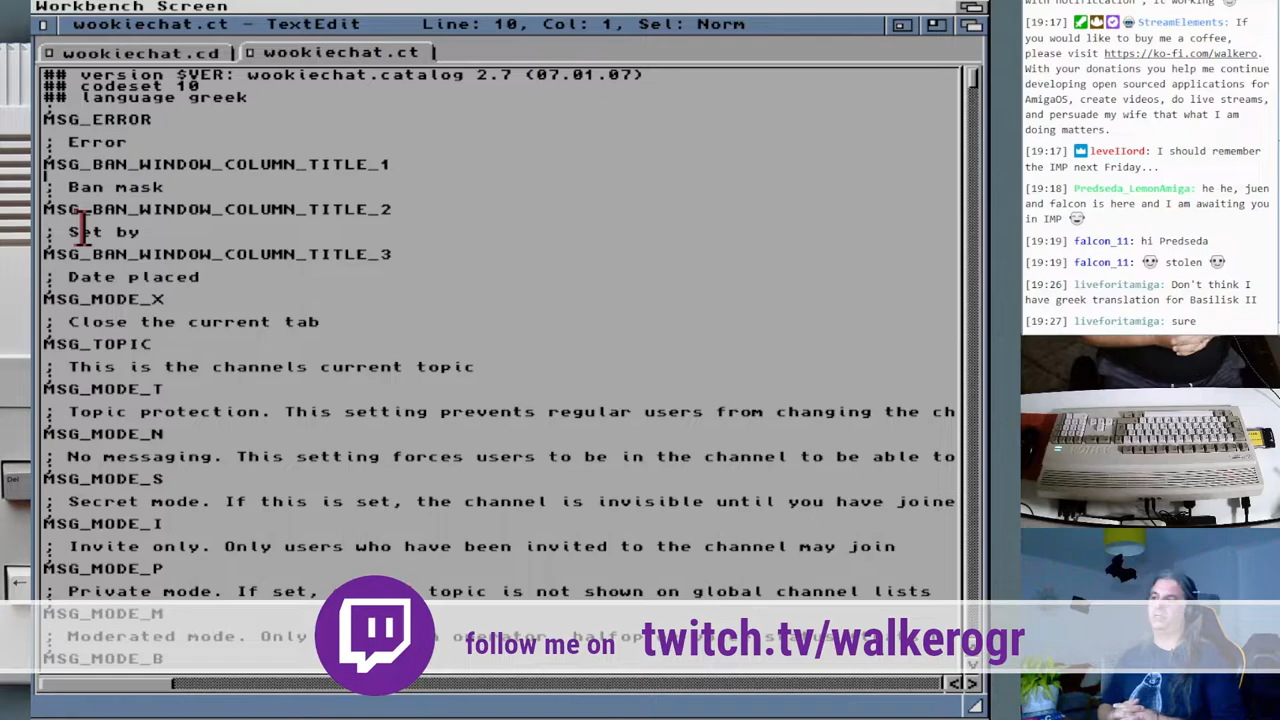 Workbench Screen
wookiechat.ct - TextEdit Line: 10, Col: 1, Sel: Norm
wookiechat.cd
wookiechat.ct
## version $VER: wookiechat.catalog 2.7 (07.01.07)
## codeset 10
## language greek
;
MSG_ERROR
; Error
MSG_BAN_WINDOW_COLUMN_TITLE_1
; Ban mask
MSG_BAN_WINDOW_COLUMN_TITLE_2
; Set by
;
MSG_BAN_WINDOW_COLUMN_TITLE_3
; Date placed
;
MSG_MODE_X
; Close the current tab
;
MSG_TOPIC
; This is the channels current topic
;
MSG_MODE_T
; Topic protection. This setting prevents regular users from changing the ch
;
MSG_MODE_N
; No messaging. This setting forces users to be in the channel to be able to
;
MSG_MODE_S
; Secret mode. If this is set, the channel is invisible until you have joine
;
MSG_MODE_I
; Invite only. Only users who have been invited to the channel may join
;
MSG_MODE_P
; Private mode. If set, topic is not shown on global channel lists
MSG_MODE_M
; Moderated mode. Only operator, halfop
MSG_MODE_B
follow me on twitch.tv/walkerogr
with notification , it working
[19:17] StreamElements: If
you would like to buy me a coffee,
please visit https://ko-fi.com/walkero.
With your donations you help me continue
developing open sourced applications for
AmigaOS, create videos, do live streams,
and persuade my wife that what I am
doing matters.
[19:17] leveIIord: I should remember
the IMP next Friday...
[19:18] Predseda_LemonAmiga: he he, juen
and falcon is here and I am awaiting you
in IMP
[19:19] falcon_11: hi Predseda
[19:19] falcon_11: stolen
[19:26] liveforitamiga: Don't think I
have greek translation for Basilisk II
[19:27] liveforitamiga: sure
Del